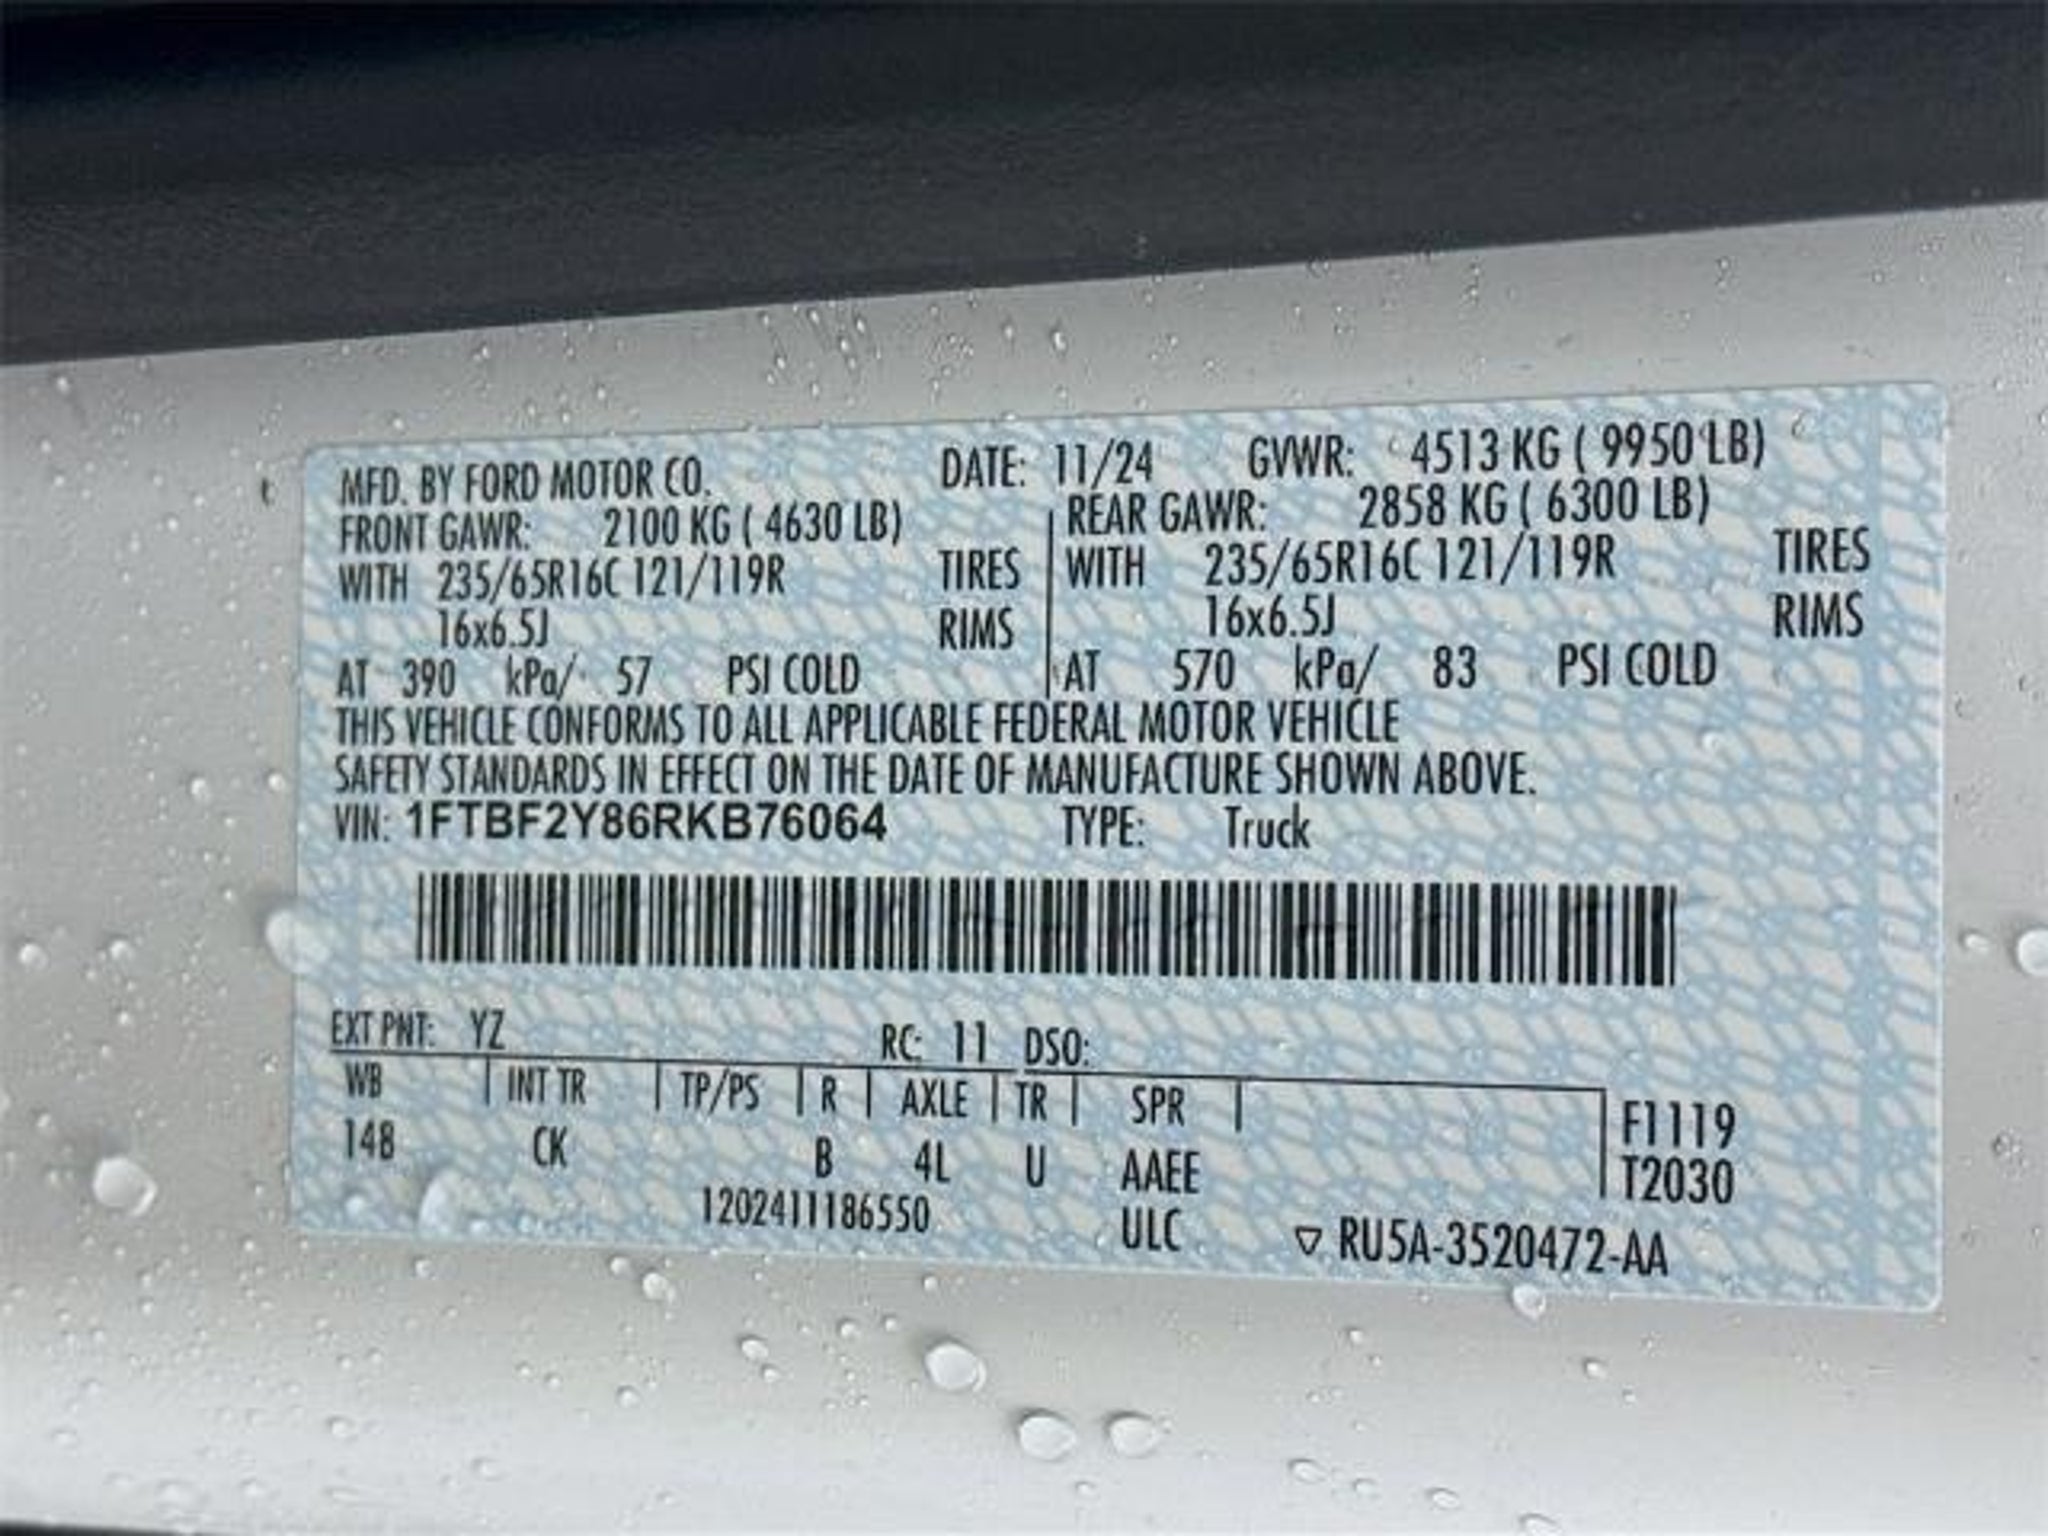 MFD. BY FORD MOTOR CO. DATE: 11/24 GVWR: 4513 KG ( 9950 LB)
FRONT GAWR: 2100 KG ( 4630 LB) REAR GAWR: 2858 KG ( 6300 LB)
WITH 235/65R16C 121/119R TIRES WITH 235/65R16C 121/119R TIRES
16x6.5J RIMS 16x6.5J RIMS
AT 390 kPa/ 57 PSI COLD AT 570 kPa/ 83 PSI COLD
THIS VEHICLE CONFORMS TO ALL APPLICABLE FEDERAL MOTOR VEHICLE
SAFETY STANDARDS IN EFFECT ON THE DATE OF MANUFACTURE SHOWN ABOVE.
VIN: 1FTBF2Y86RKB76064 TYPE: Truck
EXT PNT: YZ RC: 11 DSO:
WB INT TR TP/PS R AXLE TR SPR F1119
148 CK B 4L U AAEE T2030
1202411186550 ULC ▽ RU5A-3520472-AA